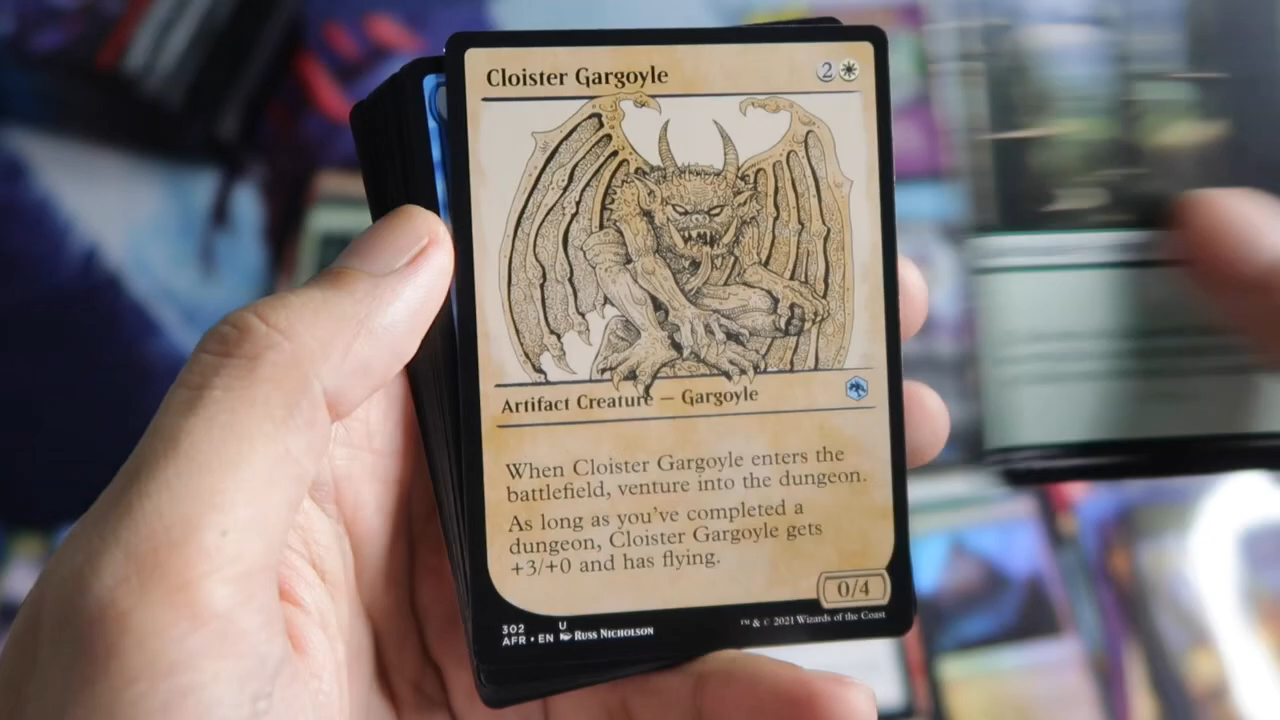 Cloister Gargoyle 2
Artifact Creature — Gargoyle
When Cloister Gargoyle enters the
battlefield, venture into the dungeon.
As long as you've completed a
dungeon, Cloister Gargoyle gets
+3/+0 and has flying.
0/4
302 U
AFR • EN Russ Nicholson
™ & © 2021 Wizards of the Coast